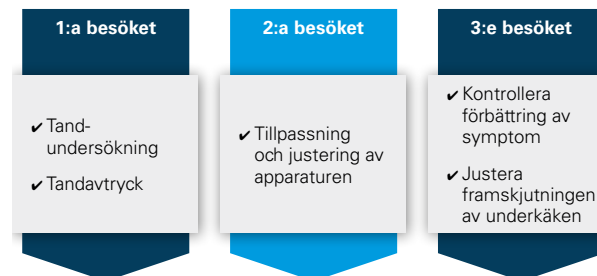 1:a besöket
✔ Tand-
undersökning
✔ Tandavtryck
2:a besöket
✔ Tillpassning
och justering av
apparaturen
3:e besöket
✔ Kontrollera
förbättring av
symptom
✔ Justera
framskjutningen
av underkäken